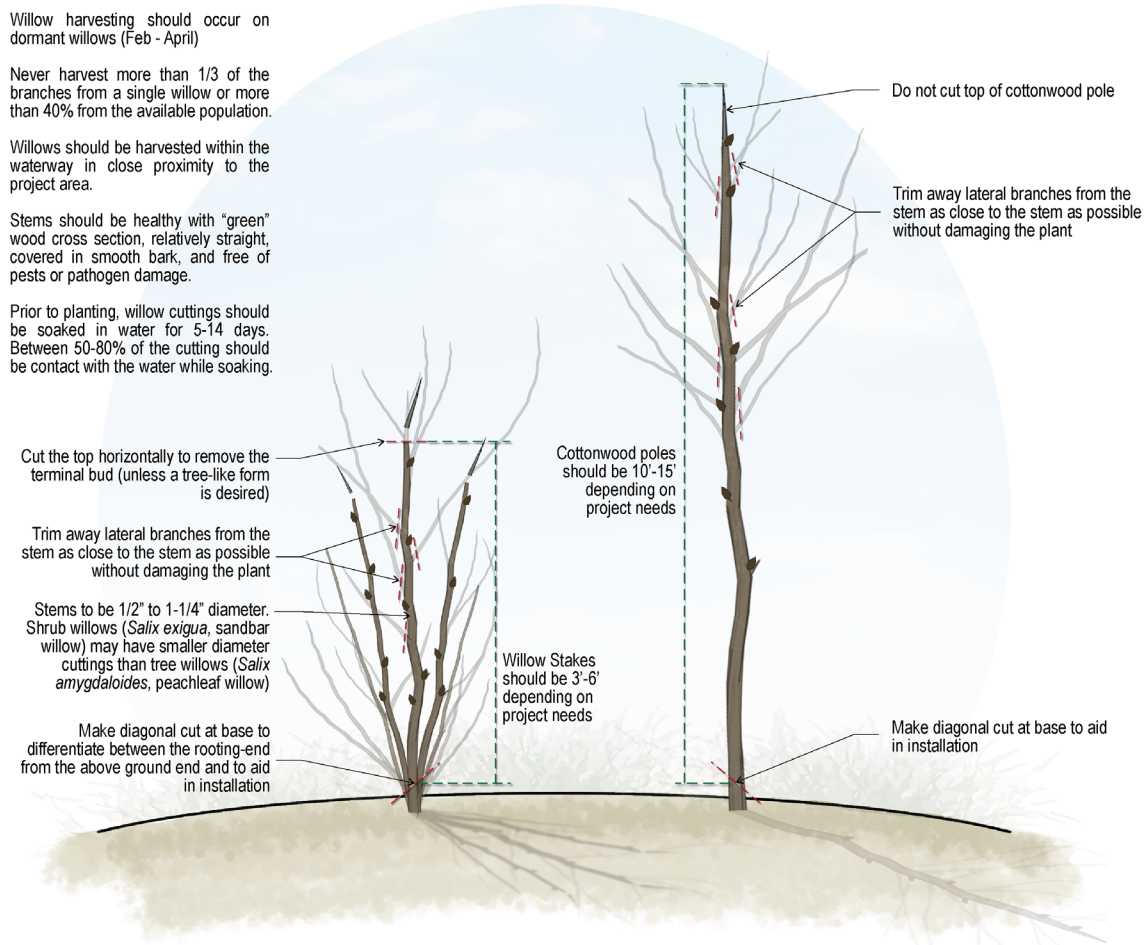 Willow harvesting should occur on
dormant willows (Feb - April)
Never harvest more than 1/3 of the
branches from a single willow or more
than 40% from the available population.
Willows should be harvested within the
waterway in close proximity to the
project area.
Stems should be healthy with “green”
wood cross section, relatively straight,
covered in smooth bark, and free of
pests or pathogen damage.
Prior to planting, willow cuttings should
be soaked in water for 5-14 days.
Between 50-80% of the cutting should
be contact with the water while soaking.
Cut the top horizontally to remove the
terminal bud (unless a tree-like form
is desired)
Trim away lateral branches from the
stem as close to the stem as possible
without damaging the plant
Stems to be 1/2” to 1-1/4” diameter.
Shrub willows (Salix exigua, sandbar
willow) may have smaller diameter
cuttings than tree willows (Salix
amygdaloides, peachleaf willow)
Make diagonal cut at base to
differentiate between the rooting-end
from the above ground end and to aid
in installation
Willow Stakes
should be 3’-6’
depending on
project needs
Cottonwood poles
should be 10’-15’
depending on
project needs
Do not cut top of cottonwood pole
Trim away lateral branches from the
stem as close to the stem as possible
without damaging the plant
Make diagonal cut at base to aid
in installation